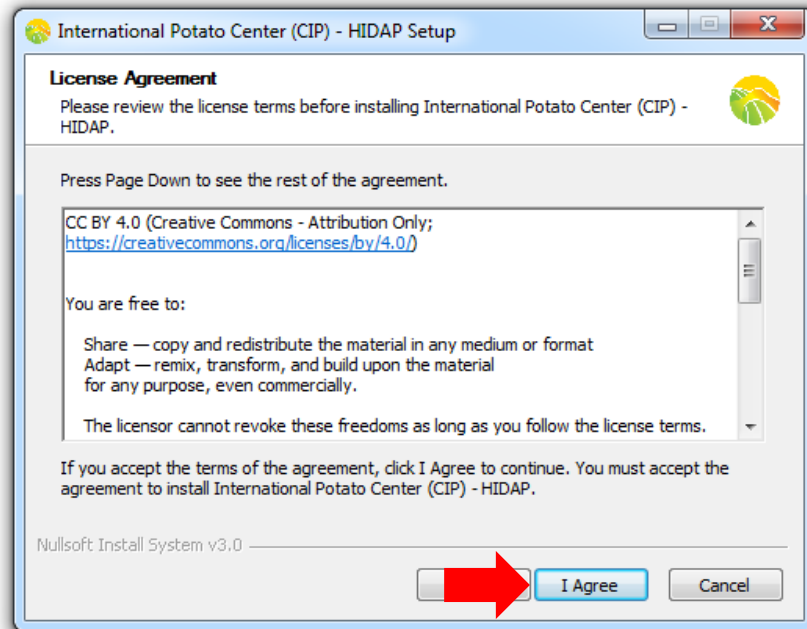 International Potato Center (CIP) - HIDAP Setup
License Agreement
Please review the license terms before installing International Potato Center (CIP) -
HIDAP.
Press Page Down to see the rest of the agreement.
CC BY 4.0 (Creative Commons - Attribution Only;
https://creativecommons.org/licenses/by/4.0/)
You are free to:
Share — copy and redistribute the material in any medium or format
Adapt — remix, transform, and build upon the material
for any purpose, even commercially.
The licensor cannot revoke these freedoms as long as you follow the license terms.
If you accept the terms of the agreement, click I Agree to continue. You must accept the
agreement to install International Potato Center (CIP) - HIDAP.
Nullsoft Install System v3.0
I Agree
Cancel